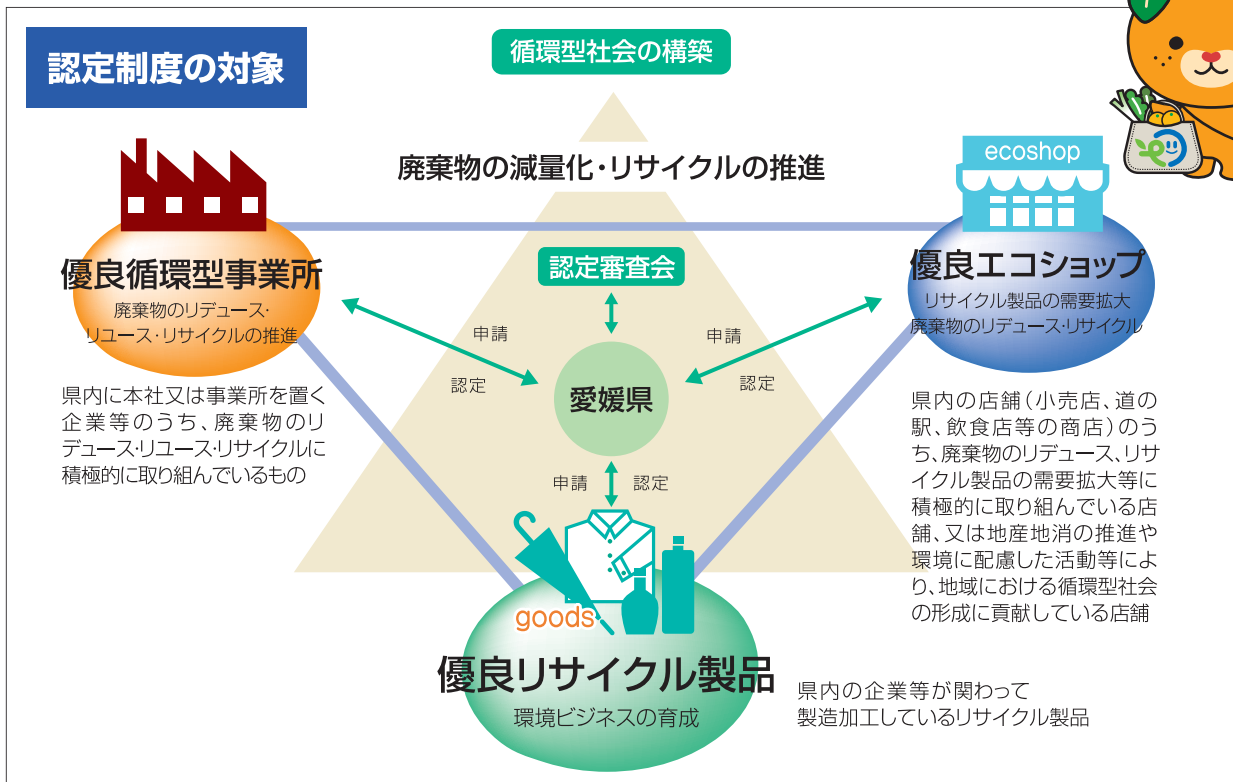 認定制度の対象
循環型社会の構築
廃棄物の減量化・リサイクルの推進
ecoshop
優良循環型事業所
廃棄物のリデュース・
リユース・リサイクルの推進
県内に本社又は事業所を置く
企業等のうち、廃棄物のリ
デュース・リユース・リサイクルに
積極的に取り組んでいるもの
認定審査会
申請
認定
愛媛県
申請
認定
申請 認定
優良エコショップ
リサイクル製品の需要拡大
廃棄物のリデュース・リサイクル
県内の店舗(小売店、道の
駅、飲食店等の商店)のう
ち、廃棄物のリデュース、リサ
イクル製品の需要拡大等に
積極的に取り組んでいる店
舗、又は地産地消の推進や
環境に配慮した活動等によ
り、地域における循環型社会
の形成に貢献している店舗
goods
優良リサイクル製品
環境ビジネスの育成
県内の企業等が関わって
製造加工しているリサイクル製品